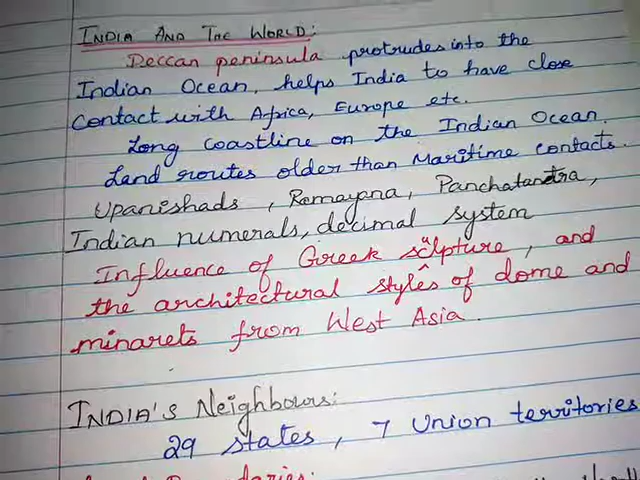 INDIA AND THE WORLD:
Deccan peninsula protrudes into the
Indian Ocean, helps India to have close
Contact with Africa, Europe etc.
Long coastline on the Indian Ocean.
Land routes older than Maritime contacts.
Upanishads, Ramayna, Panchatantra,
Indian numerals, decimal system
Influence of Greek sculpture, and
the architectural styles of dome and
minarets from West Asia.
INDIA'S Neighbours:
29 states, 7 Union territories